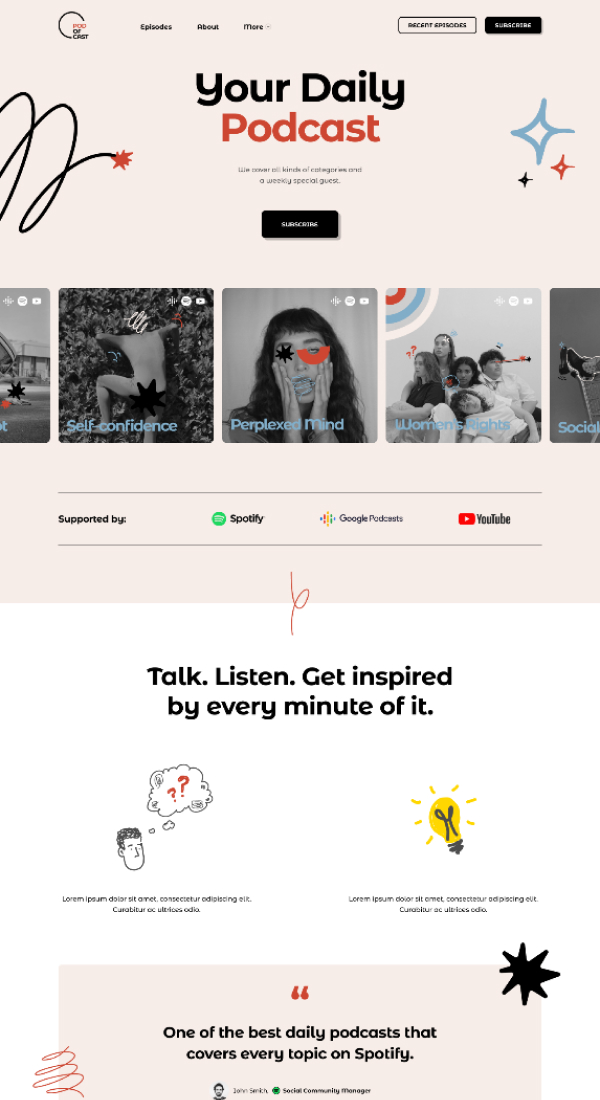 POD
OF
CAST
Episodes
About
More
RECENT EPISODES
SUBSCRIBE
Your Daily
Podcast
We cover all kinds of categories and
a weekly special guest.
SUBSCRIBE
Self-confidence
Perplexed Mind
Women's Rights
Social
Supported by:
Spotify
Google Podcasts
YouTube
Talk. Listen. Get inspired
by every minute of it.
??
Lorem ipsum dolor sit amet, consectetur adipiscing elit.
Curabitur ac ultrices odio.
Lorem ipsum dolor sit amet, consectetur adipiscing elit.
Curabitur ac ultrices odio.
“
One of the best daily podcasts that
covers every topic on Spotify.
John Smith, Social Community Manager